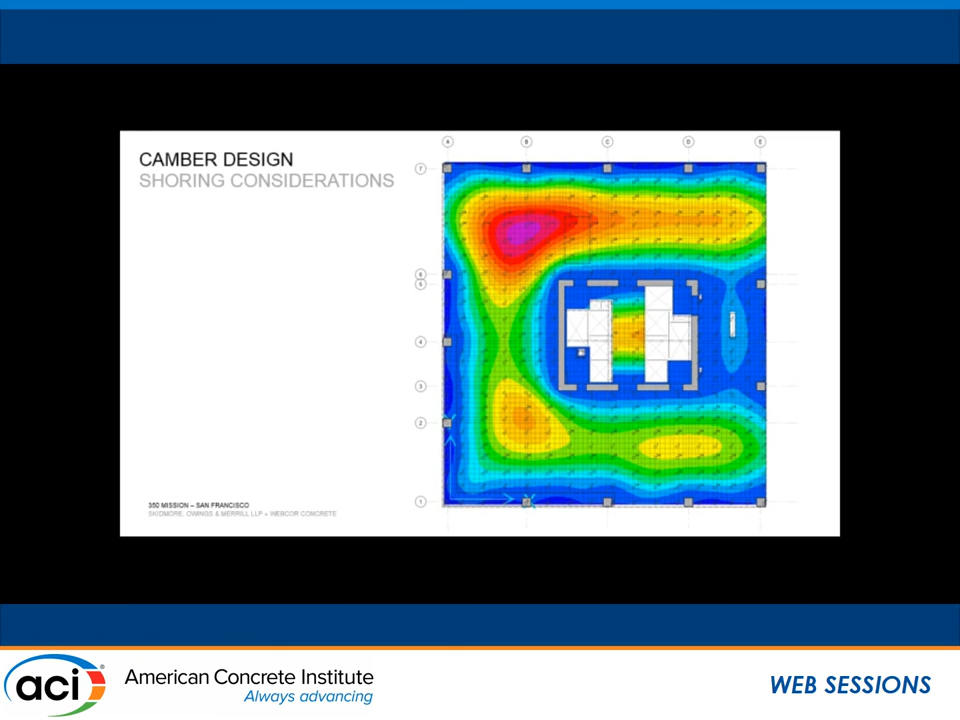 CAMBER DESIGN
SHORING CONSIDERATIONS
A B C D E
7
6
5
4
3
2
1
X
350 MISSION – SAN FRANCISCO
SKIDMORE, OWINGS & MERRILL LLP + WEBCOR CONCRETE
aci®
American Concrete Institute
Always advancing
WEB SESSIONS